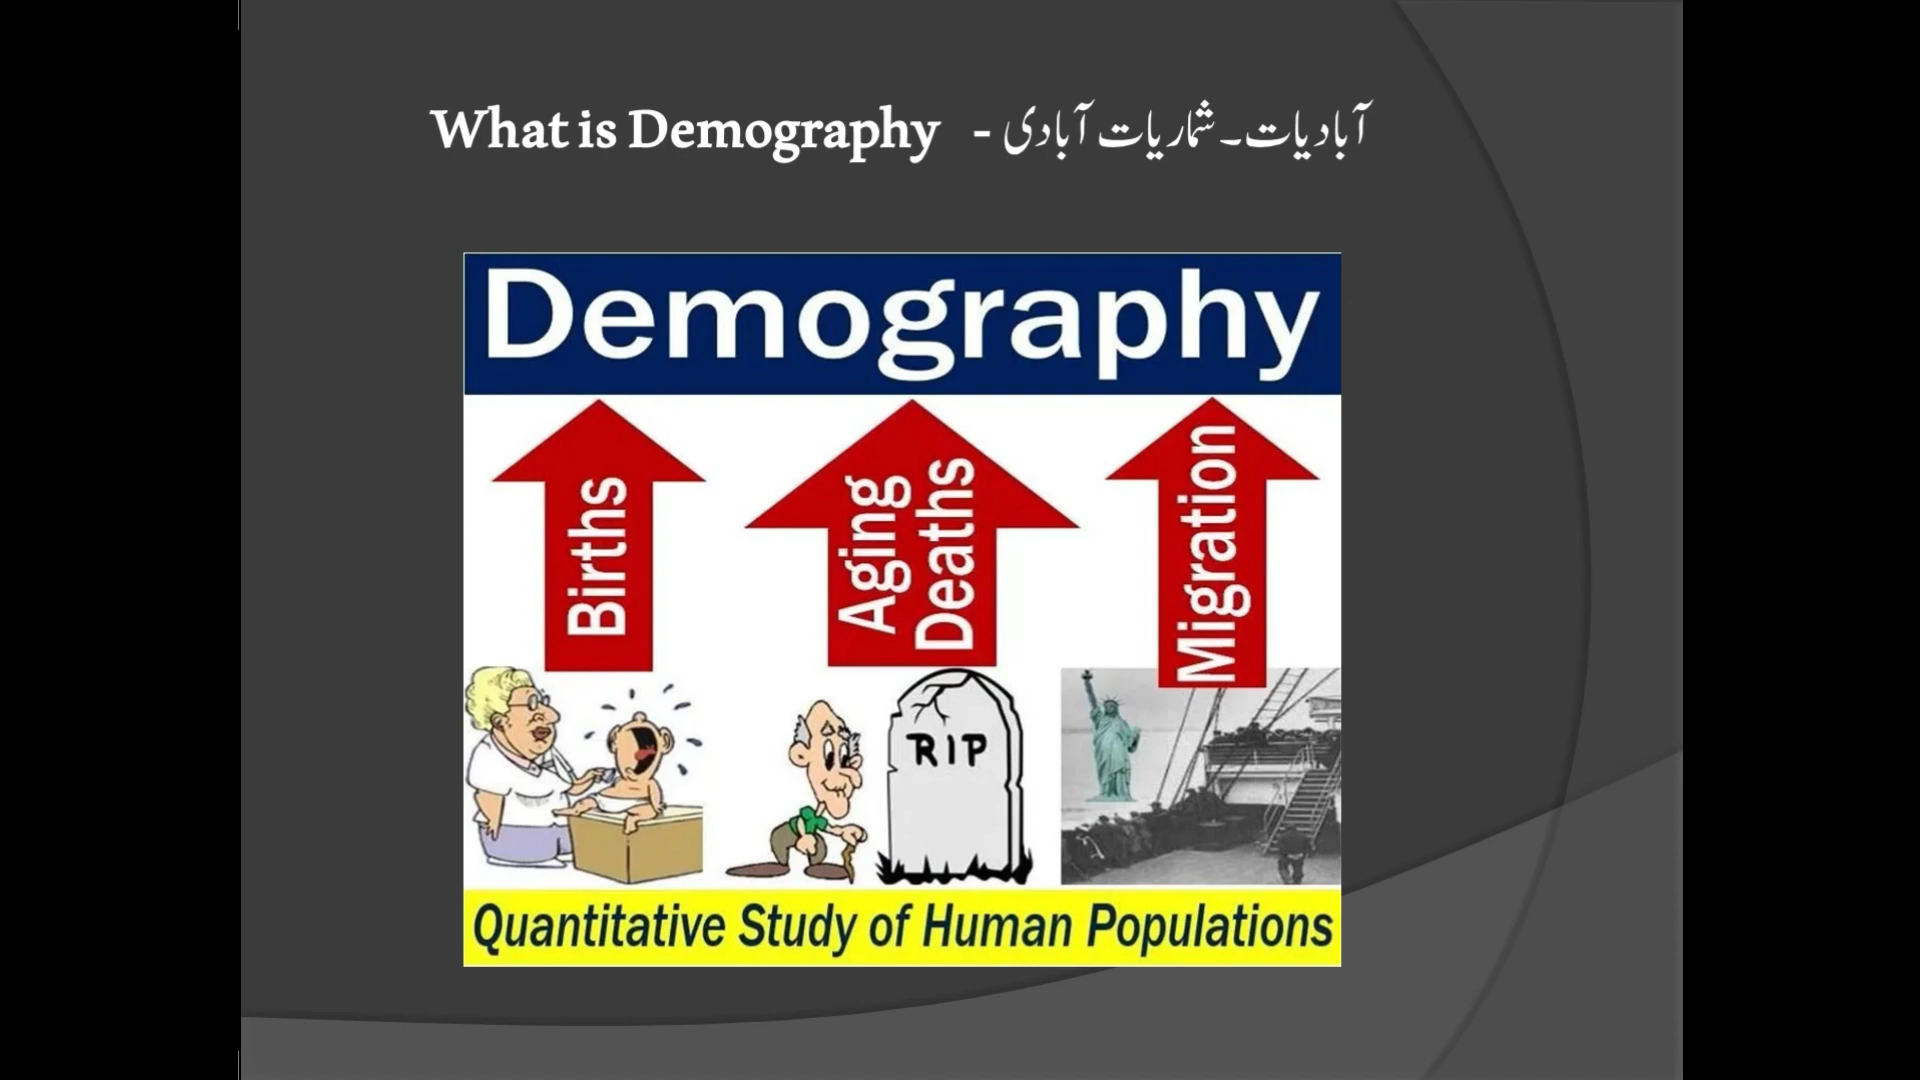 What is Demography - آبادیات۔شماریات آبادی
Demography
Births
Aging
Deaths
Migration
RIP
Quantitative Study of Human Populations